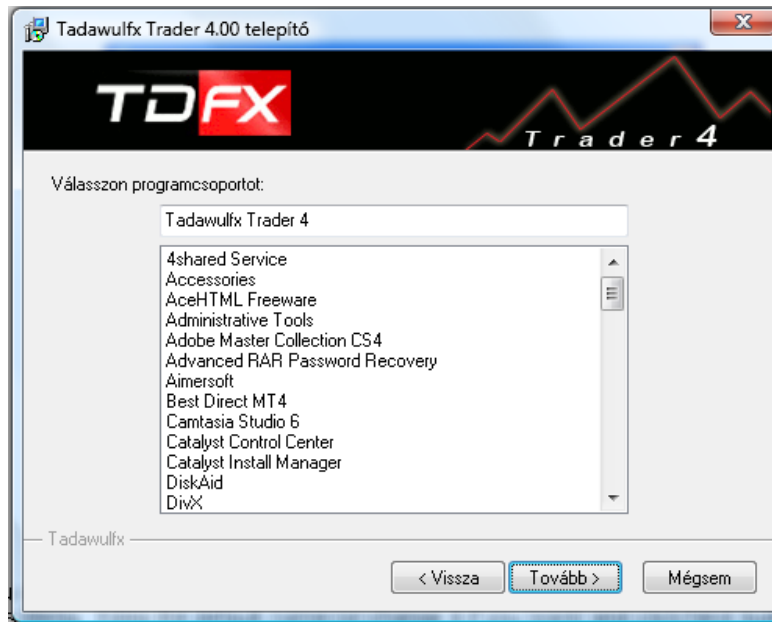 Tadawulfx Trader 4.00 telepítő
TDFX
Trader 4
Válasszon programcsoportot:
Tadawulfx Trader 4
4shared Service
Accessories
AceHTML Freeware
Administrative Tools
Adobe Master Collection CS4
Advanced RAR Password Recovery
Aimersoft
Best Direct MT4
Camtasia Studio 6
Catalyst Control Center
Catalyst Install Manager
DiskAid
DivX
Tadawulfx
< Vissza
Tovább >
Mégsem